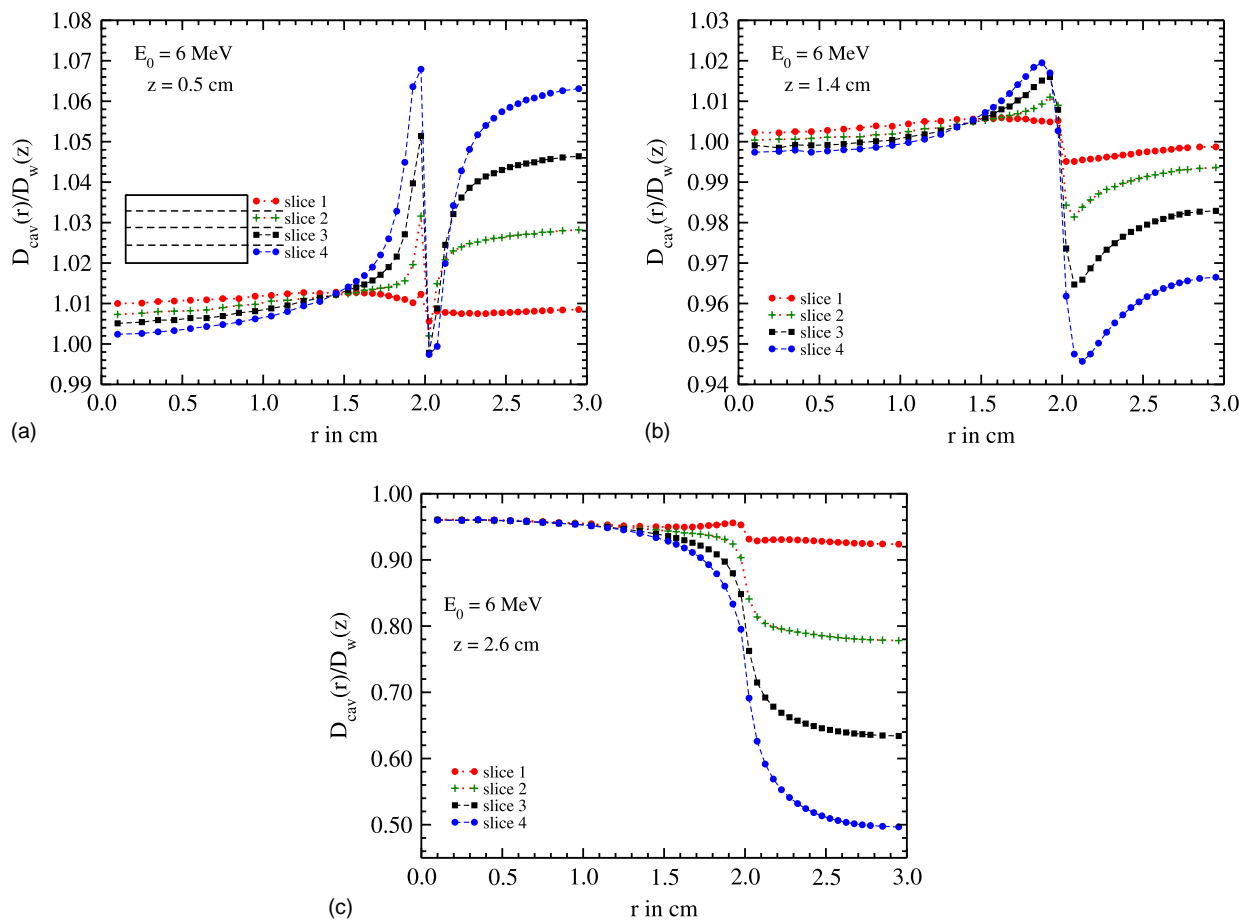 1.08
1.07
1.06
1.05
1.04
1.03
1.02
1.01
1.00
0.99
D_cav(r)/D_w(z)
E_0 = 6 MeV
z = 0.5 cm
slice 1
slice 2
slice 3
slice 4
0.0 0.5 1.0 1.5 2.0 2.5 3.0
r in cm
(a)
1.03
1.02
1.01
1.00
0.99
0.98
0.97
0.96
0.95
0.94
D_cav(r)/D_w(z)
E_0 = 6 MeV
z = 1.4 cm
slice 1
slice 2
slice 3
slice 4
0.0 0.5 1.0 1.5 2.0 2.5 3.0
r in cm
(b)
1.00
0.90
0.80
0.70
0.60
0.50
D_cav(r)/D_w(z)
E_0 = 6 MeV
z = 2.6 cm
slice 1
slice 2
slice 3
slice 4
0.0 0.5 1.0 1.5 2.0 2.5 3.0
r in cm
(c)